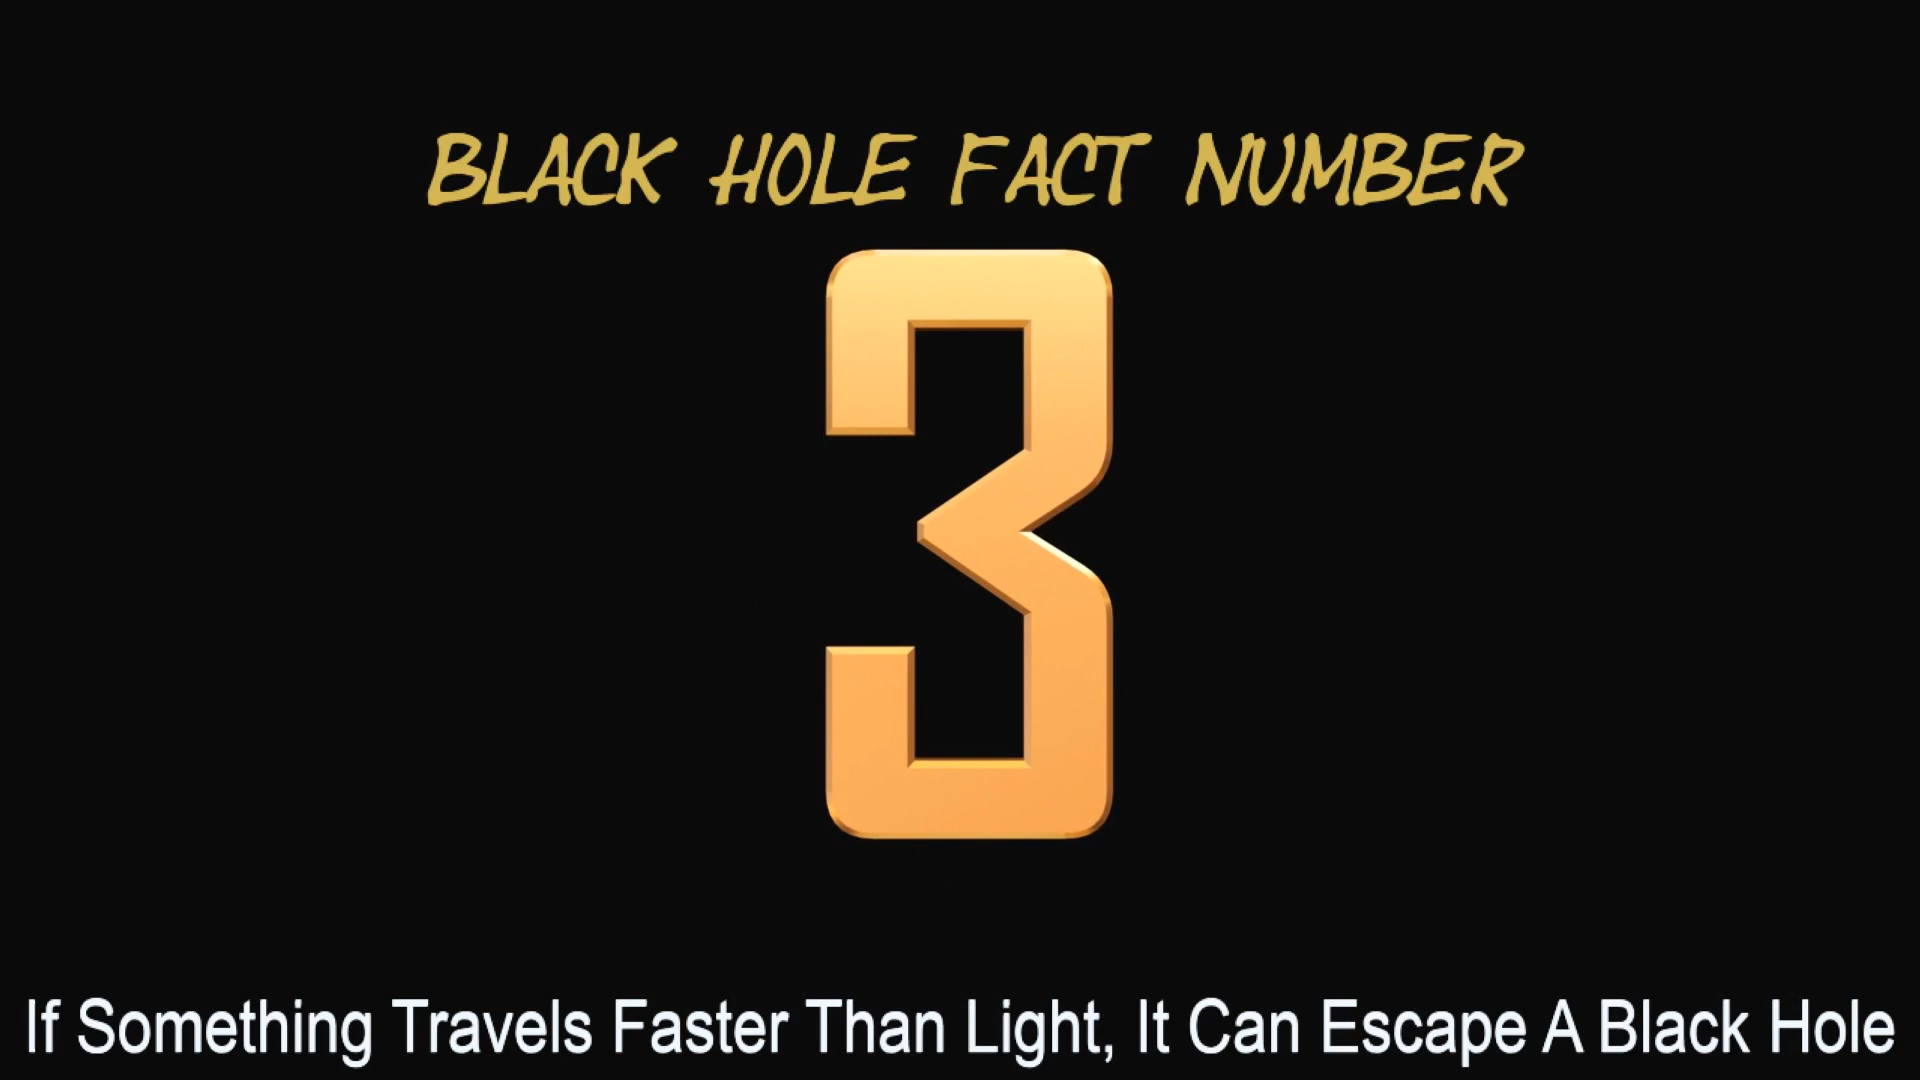 BLACK HOLE FACT NUMBER
3
If Something Travels Faster Than Light, It Can Escape A Black Hole